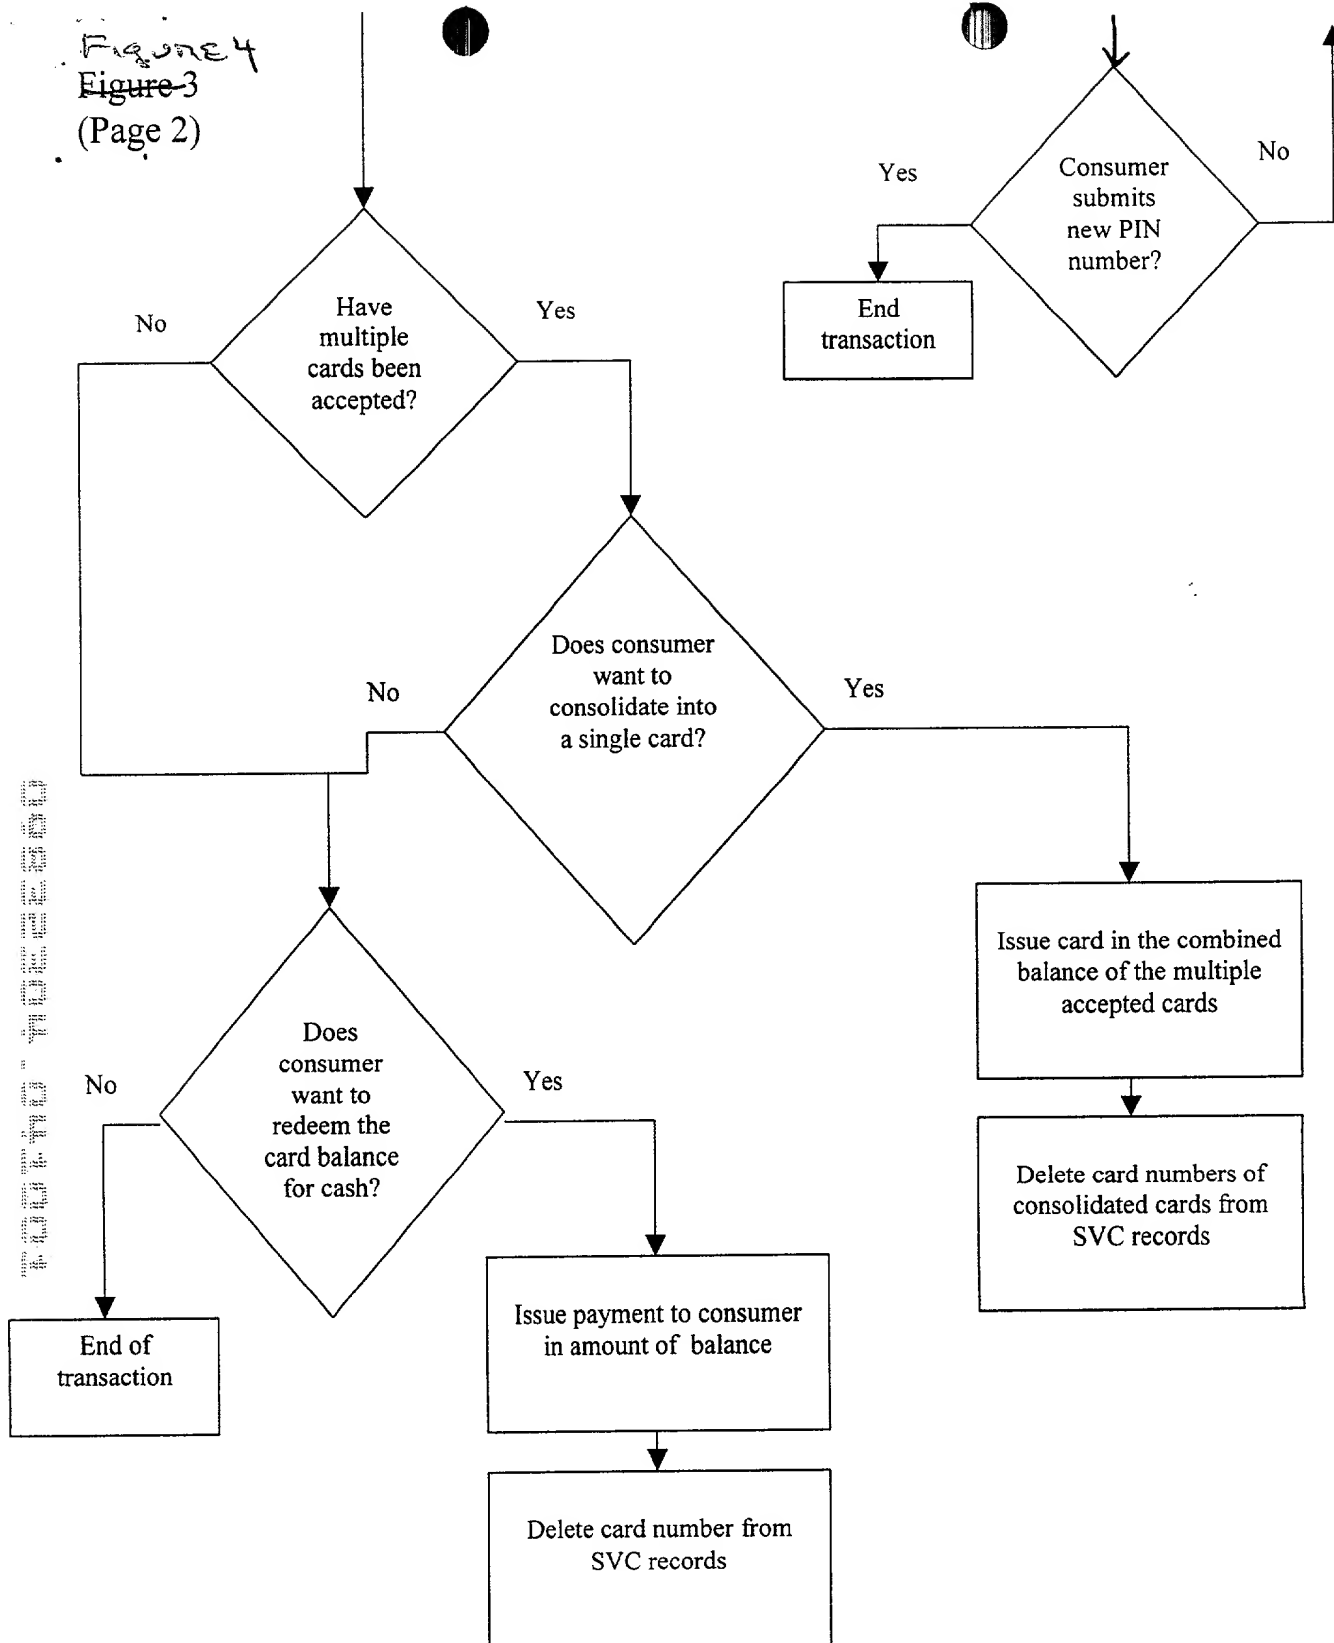 Figure 4
Figure 3
(Page 2)
Yes
Consumer
submits
new PIN
number?
No
End
transaction
No
Have
multiple
cards been
accepted?
Yes
Does consumer
want to
consolidate into
a single card?
No
Yes
Issue card in the combined
balance of the multiple
accepted cards
Does
consumer
want to
redeem the
card balance
for cash?
No
Yes
Delete card numbers of
consolidated cards from
SVC records
End of
transaction
Issue payment to consumer
in amount of balance
Delete card number from
SVC records